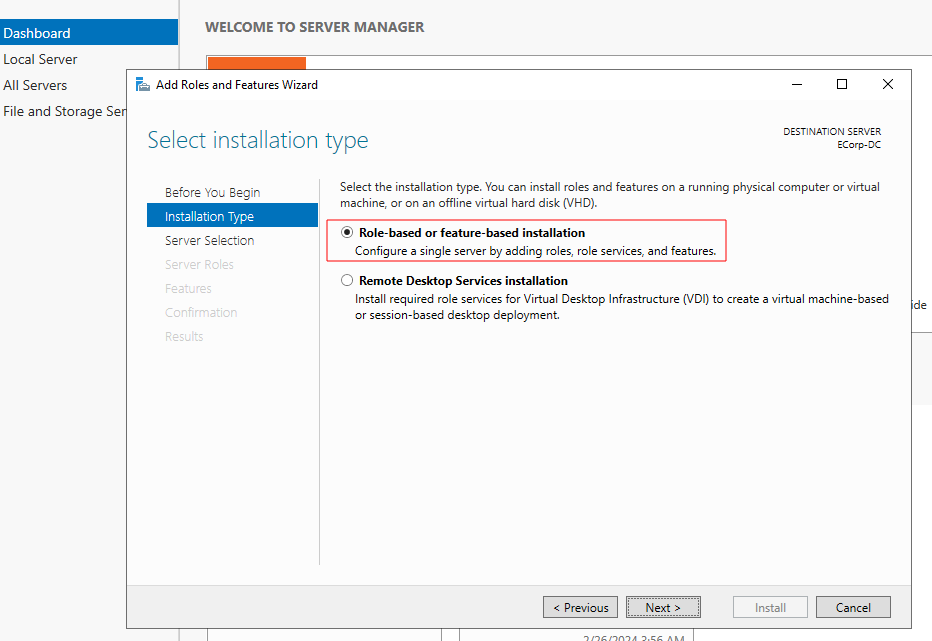 Dashboard
Local Server
All Servers
File and Storage Ser
WELCOME TO SERVER MANAGER
Add Roles and Features Wizard
Select installation type
DESTINATION SERVER
ECorp-DC
Before You Begin
Installation Type
Server Selection
Server Roles
Features
Confirmation
Results
Select the installation type. You can install roles and features on a running physical computer or virtual
machine, or on an offline virtual hard disk (VHD).
Role-based or feature-based installation
Configure a single server by adding roles, role services, and features.
Remote Desktop Services installation
Install required role services for Virtual Desktop Infrastructure (VDI) to create a virtual machine-based
or session-based desktop deployment.
ide
< Previous
Next >
Install
Cancel
2/26/2024 3:56 AM